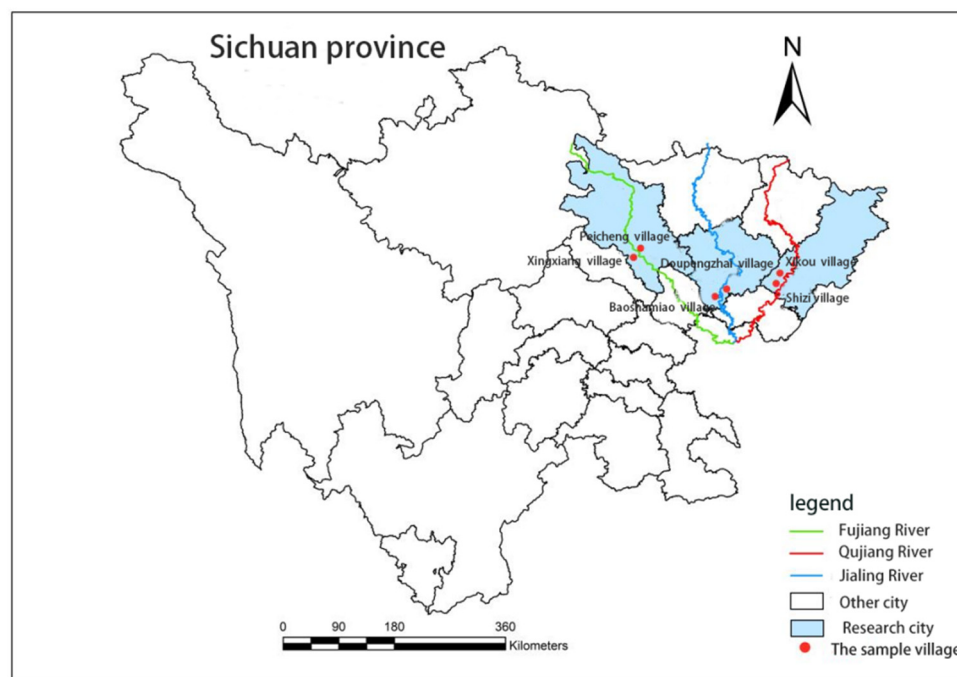 Sichuan province
N
Peicheng village
Xingxiang village
Doupengzhai village
Xikou village
Baoshamiao village
Shizi village
legend
Fujiang River
Qujiang River
Jialing River
Other city
Research city
The sample village
0 90 180 360
Kilometers